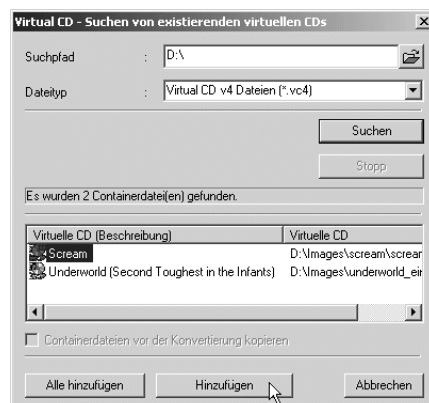 Virtual CD - Suchen von existierenden virtuellen CDs
Suchpfad : D:\
Dateityp : Virtual CD v4 Dateien (*.vc4)
Suchen
Stopp
Es wurden 2 Containerdatei(en) gefunden.
Virtuelle CD (Beschreibung) Virtuelle CD
Scream D:\Images\scream\screar
Underworld (Second Toughest in the Infants) D:\Images\underworld_eir
Containerdateien vor der Konvertierung kopieren
Alle hinzufügen Hinzufügen Abbrechen